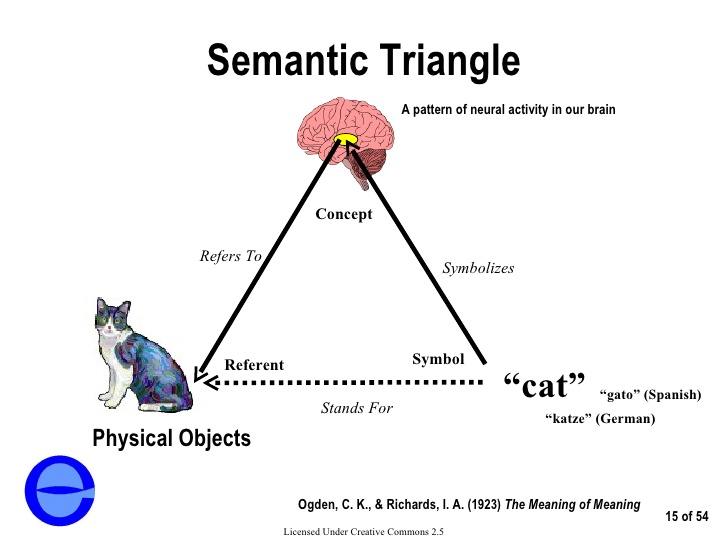 Semantic Triangle
A pattern of neural activity in our brain
Concept
Refers To
Symbolizes
Referent
Symbol
“cat”
“gato” (Spanish)
Stands For
“katze” (German)
Physical Objects
Ogden, C. K., & Richards, I. A. (1923) The Meaning of Meaning
15 of 54
Licensed Under Creative Commons 2.5